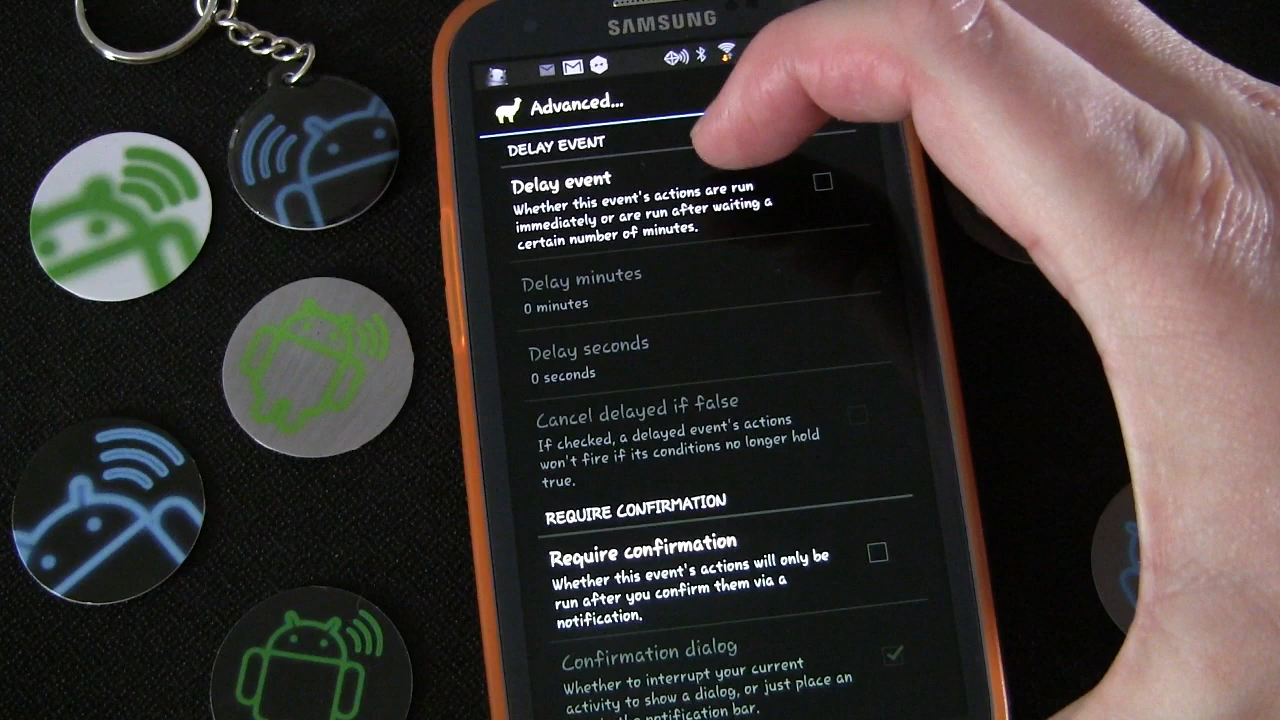 SAMSUNG
Advanced...
DELAY EVENT
Delay event
Whether this event's actions are run
immediately or are run after waiting a
certain number of minutes.
Delay minutes
0 minutes
Delay seconds
0 seconds
Cancel delayed if false
If checked, a delayed event's actions
won't fire if its conditions no longer hold
true.
REQUIRE CONFIRMATION
Require confirmation
Whether this event's actions will only be
run after you confirm them via a
notification.
Confirmation dialog
Whether to interrupt your current
activity to show a dialog, or just place an
notification bar.